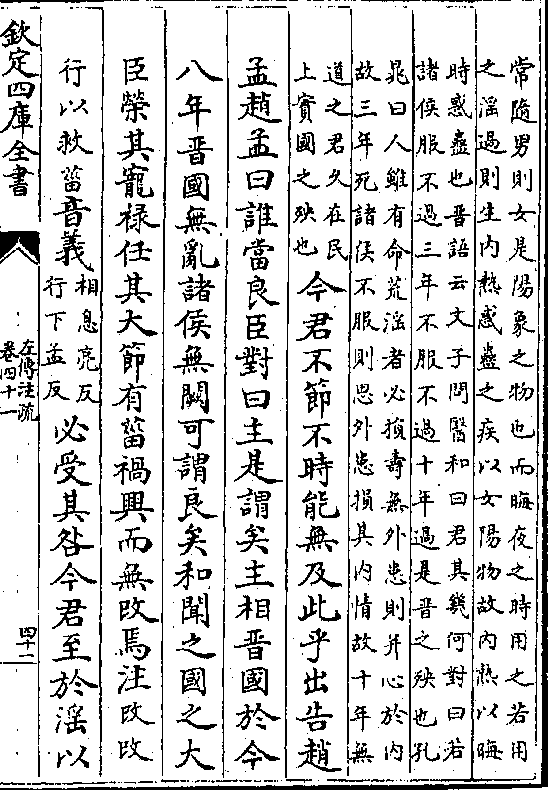 常隨男則女是陽象之物也而晦夜之時用之若用
之淫過則生内熱惑蠱之疾以女陽物故内熱以晦
時惑蠱也晋語云文子問醫和曰君其幾何對曰若
諸侯服不過三年不服不過十年過是晋之殃也孔
晁曰人雖有命荒淫者必損壽無外患則并心於内
故三年死諸侯不服則思外患損其内情故十年無
道之君久在民
上實國之殃也
今君不節不時能無及此乎出告趙
孟趙孟曰誰當良臣對曰主是謂矣主相晉國於今
八年晉國無亂諸侯無闕可謂良矣和聞之國之大
臣榮其寵祿任其大節有菑禍興而無改焉注改改
行以救菑音義
相息亮反
行下孟反
必受其咎今君至於淫以
欽定四庫全書
左傳注疏
卷四十一
四十二